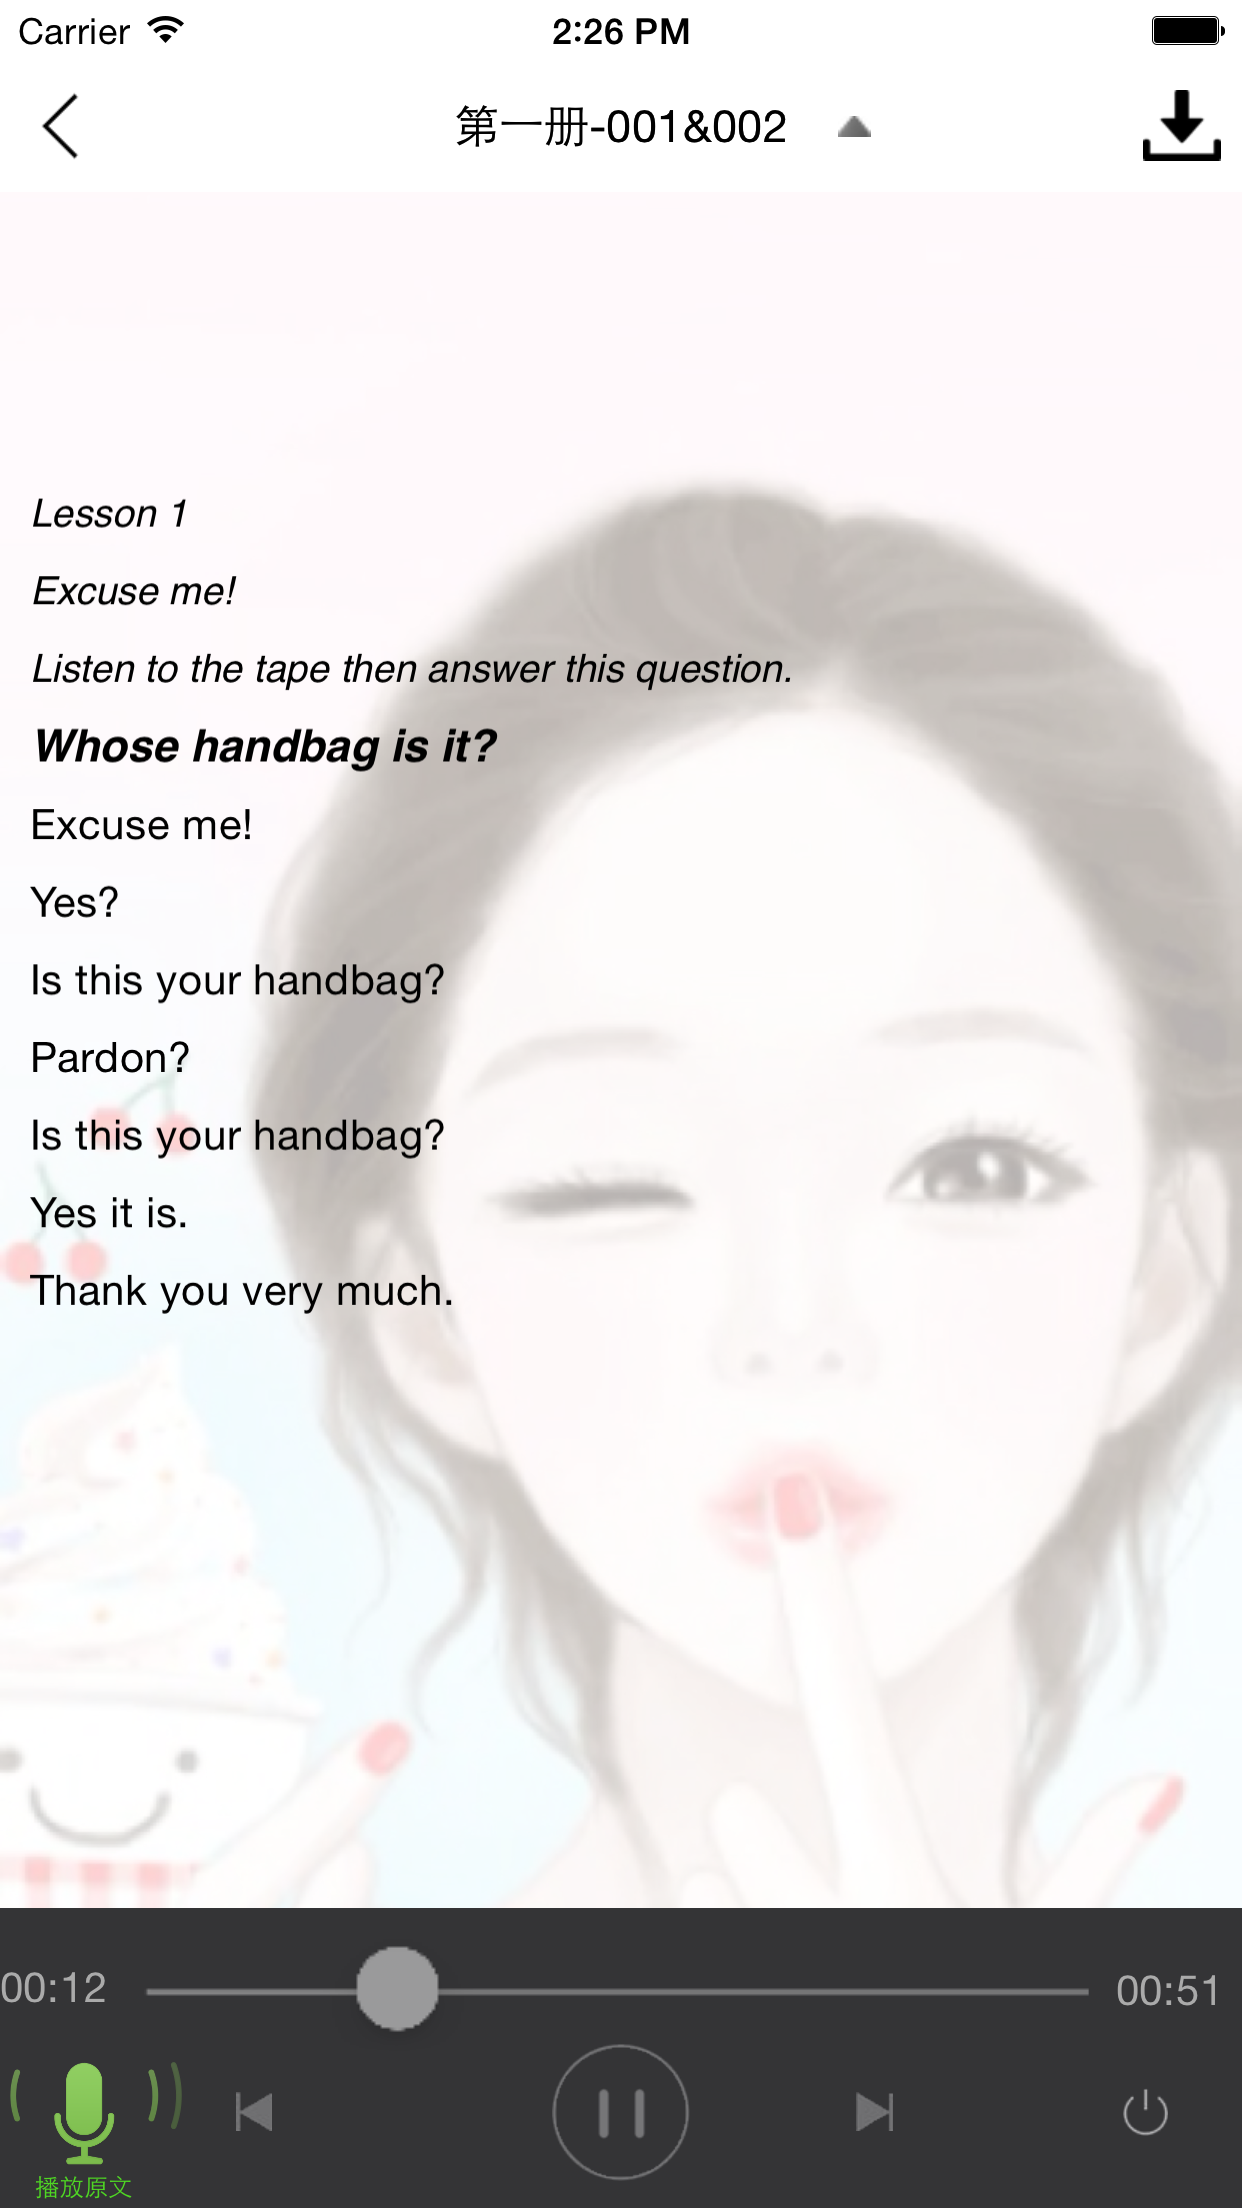 Carrier
2:26 PM
第一册-001&002
Lesson 1
Excuse me!
Listen to the tape then answer this question.
Whose handbag is it?
Excuse me!
Yes?
Is this your handbag?
Pardon?
Is this your handbag?
Yes it is.
Thank you very much.
00:12
00:51
播放原文